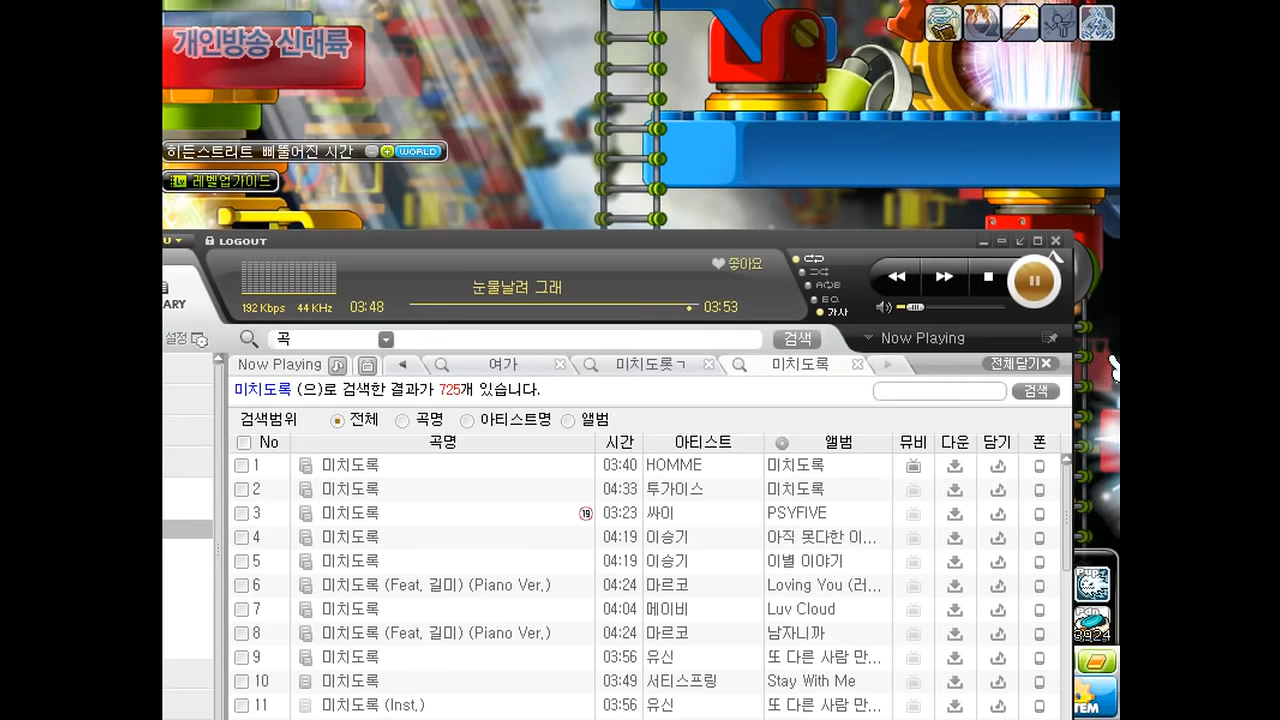 개인방송 신대륙
히든스트리트 삐뚤어진 시간 WORLD
Lv 레벨업가이드
U LOGOUT
ARY
좋아요
눈물날려 그래
192 Kbps 44 KHz 03:48 03:53
EQ
가사
설정 곡 검색 Now Playing
Now Playing 여가 미치도롯ㄱ 미치도록 전체닫기X
미치도록 (으)로 검색한 결과가 725개 있습니다. 검색
검색범위 전체 곡명 아티스트명 앨범
No 곡명 시간 아티스트 앨범 뮤비 다운 담기 폰
1 미치도록 03:40 HOMME 미치도록
2 미치도록 04:33 투가이스 미치도록
3 미치도록 19 03:23 싸이 PSYFIVE
4 미치도록 04:19 이승기 아직 못다한 이...
5 미치도록 04:19 이승기 이별 이야기
6 미치도록 (Feat. 길미) (Piano Ver.) 04:24 마르코 Loving You (러...
7 미치도록 04:04 메이비 Luv Cloud
8 미치도록 (Feat. 길미) (Piano Ver.) 04:24 마르코 남자니까
9 미치도록 03:56 유신 또 다른 사람 만...
10 미치도록 03:49 서티스프링 Stay With Me
11 미치도록 (Inst.) 03:56 유신 또 다른 사람 만...
PuP
Pdn
8924
TEM